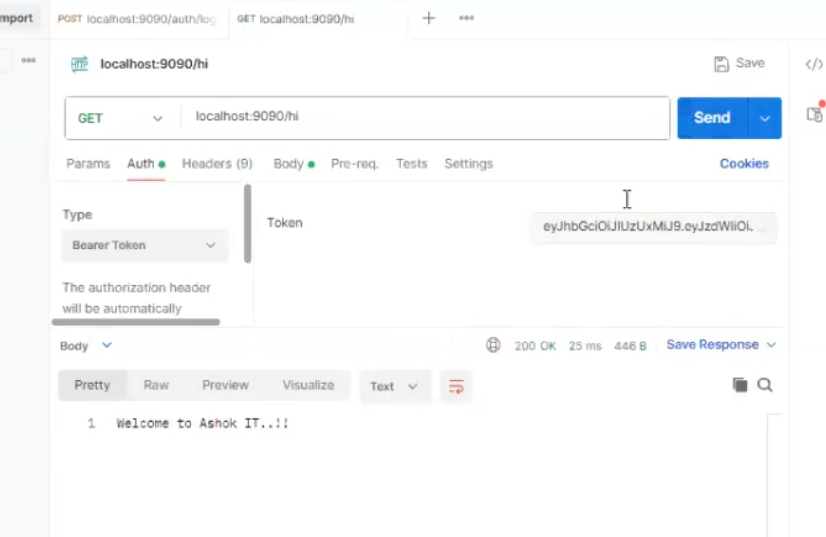 mport POST localhost:9090/auth/log GET localhost:9090/hi + •••
••• HTTP localhost:9090/hi Save </>
GET localhost:9090/hi Send
Params Auth Headers (9) Body Pre-req. Tests Settings Cookies
Type
Token eyJhbGciOiJIUzUxMiJ9.eyJzdWIiOi. ...
Bearer Token
The authorization header
will be automatically
Body 200 OK 25 ms 446 B Save Response
Pretty Raw Preview Visualize Text
1 Welcome to Ashok IT..!!